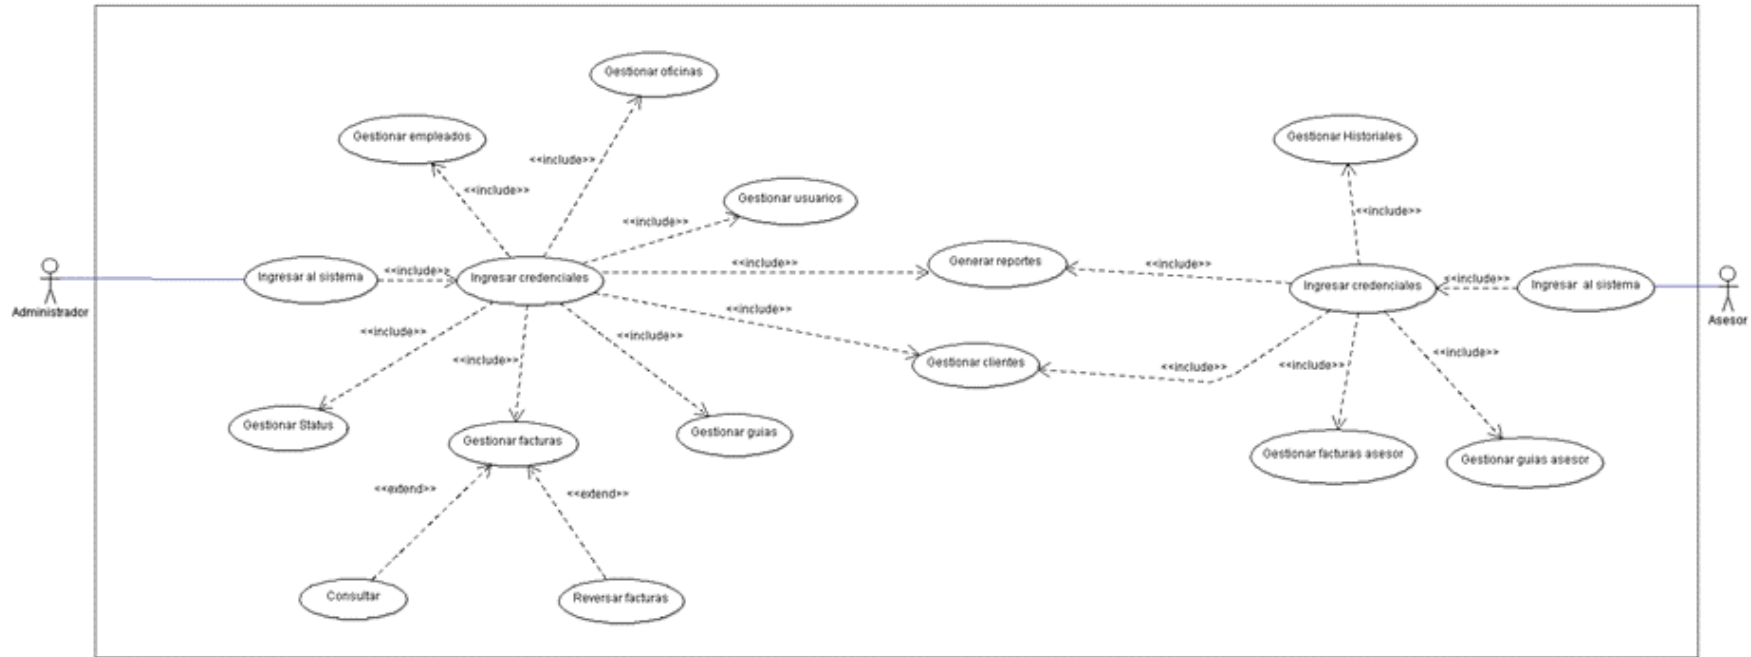 Gestionar oficinas
Gestionar empleados
Gestionar Historiales
<<include>>
<<include>>
Gestionar usuarios
<<include>>
<<include>>
<<include>>
Generar reportes
<<include>>
<<include>>
Ingresar al sistema
<<include>>
Ingresar credenciales
Ingresar credenciales
<<include>>
Ingresar al sistema
Administrador
Asesor
<<include>>
<<include>>
<<include>>
<<include>>
Gestionar clientes
<<include>>
<<include>>
<<include>>
Gestionar Status
Gestionar facturas
Gestionar guias
Gestionar facturas asesor
Gestionar guias asesor
<<extend>>
<<extend>>
Consultar
Reversar facturas